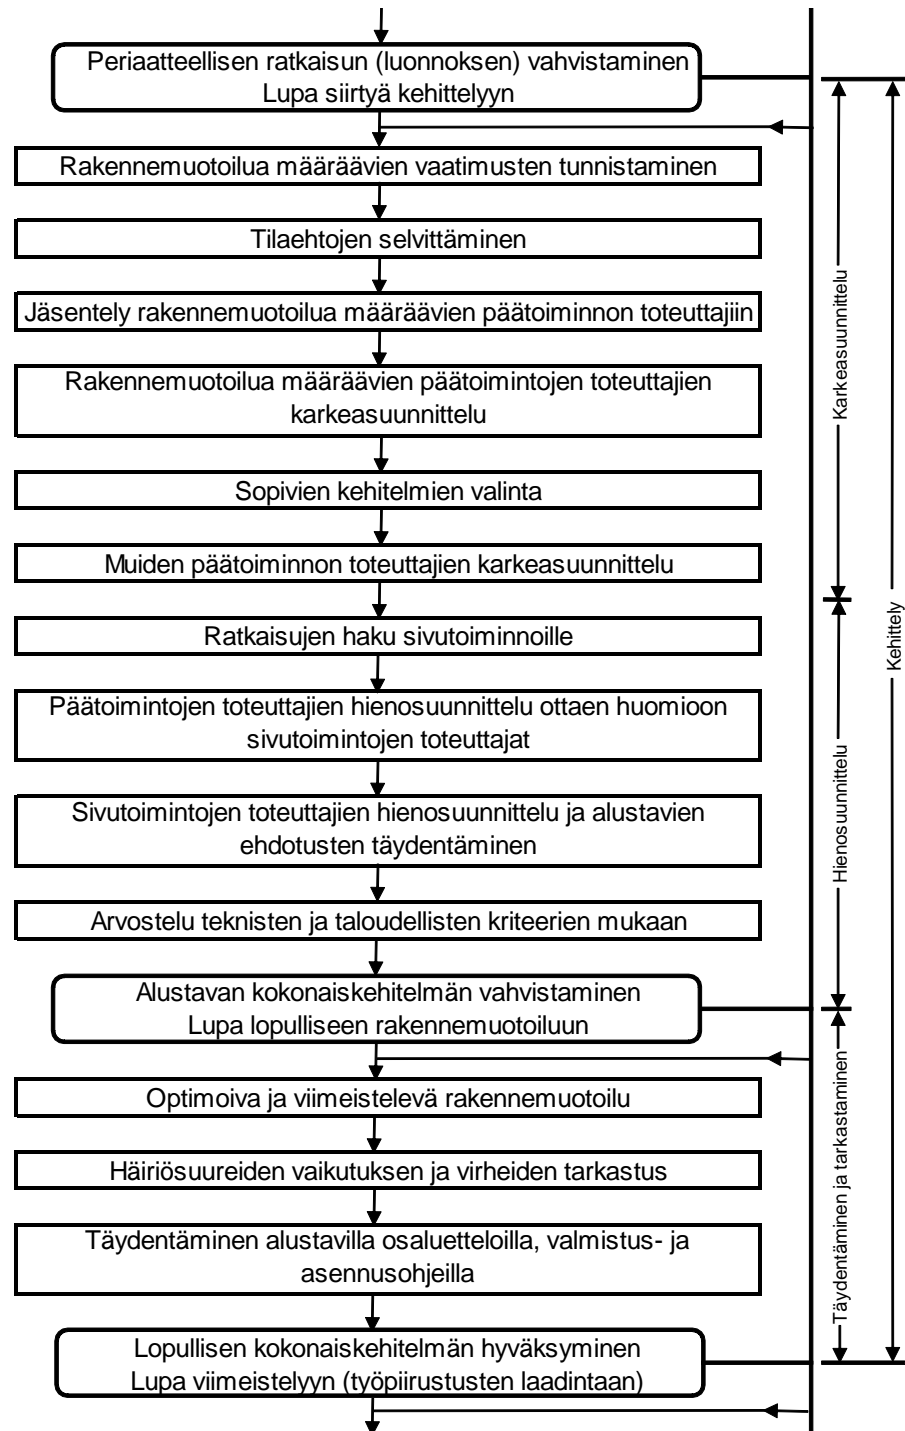 Periaatteellisen ratkaisun (luonnoksen) vahvistaminen
Lupa siirtyä kehittelyyn
Rakennemuotoilua määräävien vaatimusten tunnistaminen
Tilaehtojen selvittäminen
Jäsentely rakennemuotoilua määräävien päätoiminnon toteuttajiin
Rakennemuotoilua määräävien päätoimintojen toteuttajien
karkeasuunnittelu
Sopivien kehitelmien valinta
Muiden päätoiminnon toteuttajien karkeasuunnittelu
Ratkaisujen haku sivutoiminnoille
Päätoimintojen toteuttajien hienosuunnittelu ottaen huomioon
sivutoimintojen toteuttajat
Sivutoimintojen toteuttajien hienosuunnittelu ja alustavien
ehdotusten täydentäminen
Arvostelu teknisten ja taloudellisten kriteerien mukaan
Alustavan kokonaiskehitelmän vahvistaminen
Lupa lopulliseen rakennemuotoiluun
Optimoiva ja viimeistelevä rakennemuotoilu
Häiriösuureiden vaikutuksen ja virheiden tarkastus
Täydentäminen alustavilla osaluetteloilla, valmistus- ja
asennusohjeilla
Lopullisen kokonaiskehitelmän hyväksyminen
Lupa viimeistelyyn (työpiirustusten laadintaan)
Karkeasuunnittelu
Hienosuunnittelu
Täydentäminen ja tarkastaminen
Kehittely